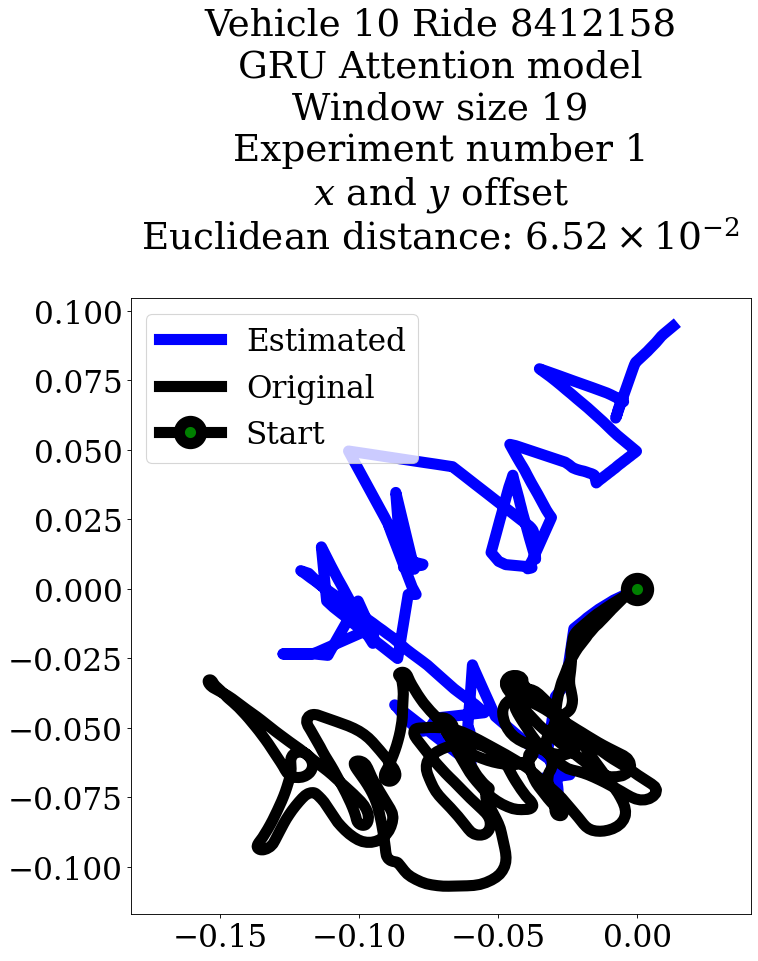 Vehicle 10 Ride 8412158
GRU Attention model
Window size 19
Experiment number 1
x and y offset
Euclidean distance: 6.52 × 10⁻²
Estimated
Original
Start
0.100
0.075
0.050
0.025
0.000
−0.025
−0.050
−0.075
−0.100
−0.15 −0.10 −0.05 0.00